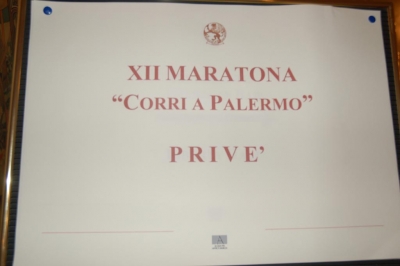 XII MARATONA
“CORRI A PALERMO”
PRIVE’